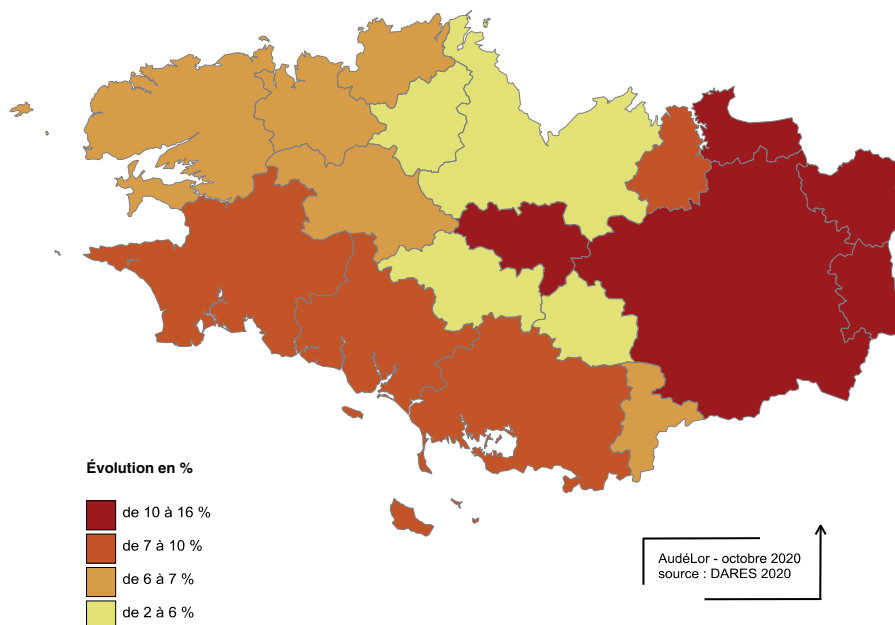 Évolution en %
de 10 à 16 %
de 7 à 10 %
de 6 à 7 %
de 2 à 6 %
AudéLor - octobre 2020
source : DARES 2020